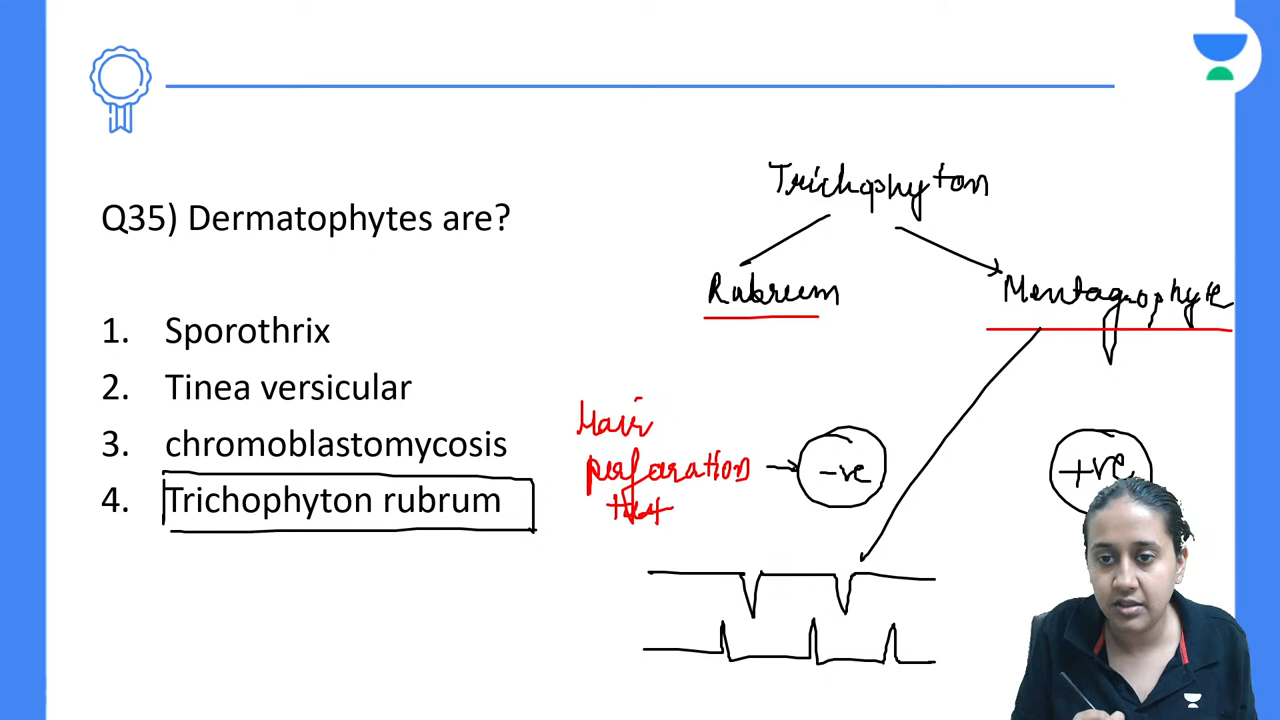 Q35) Dermatophytes are?
1. Sporothrix
2. Tinea versicular
3. chromoblastomycosis
4. Trichophyton rubrum
Trichophyton
Rubrum
Mentagrophyte
Hair
perforation
test
-ve
+ve